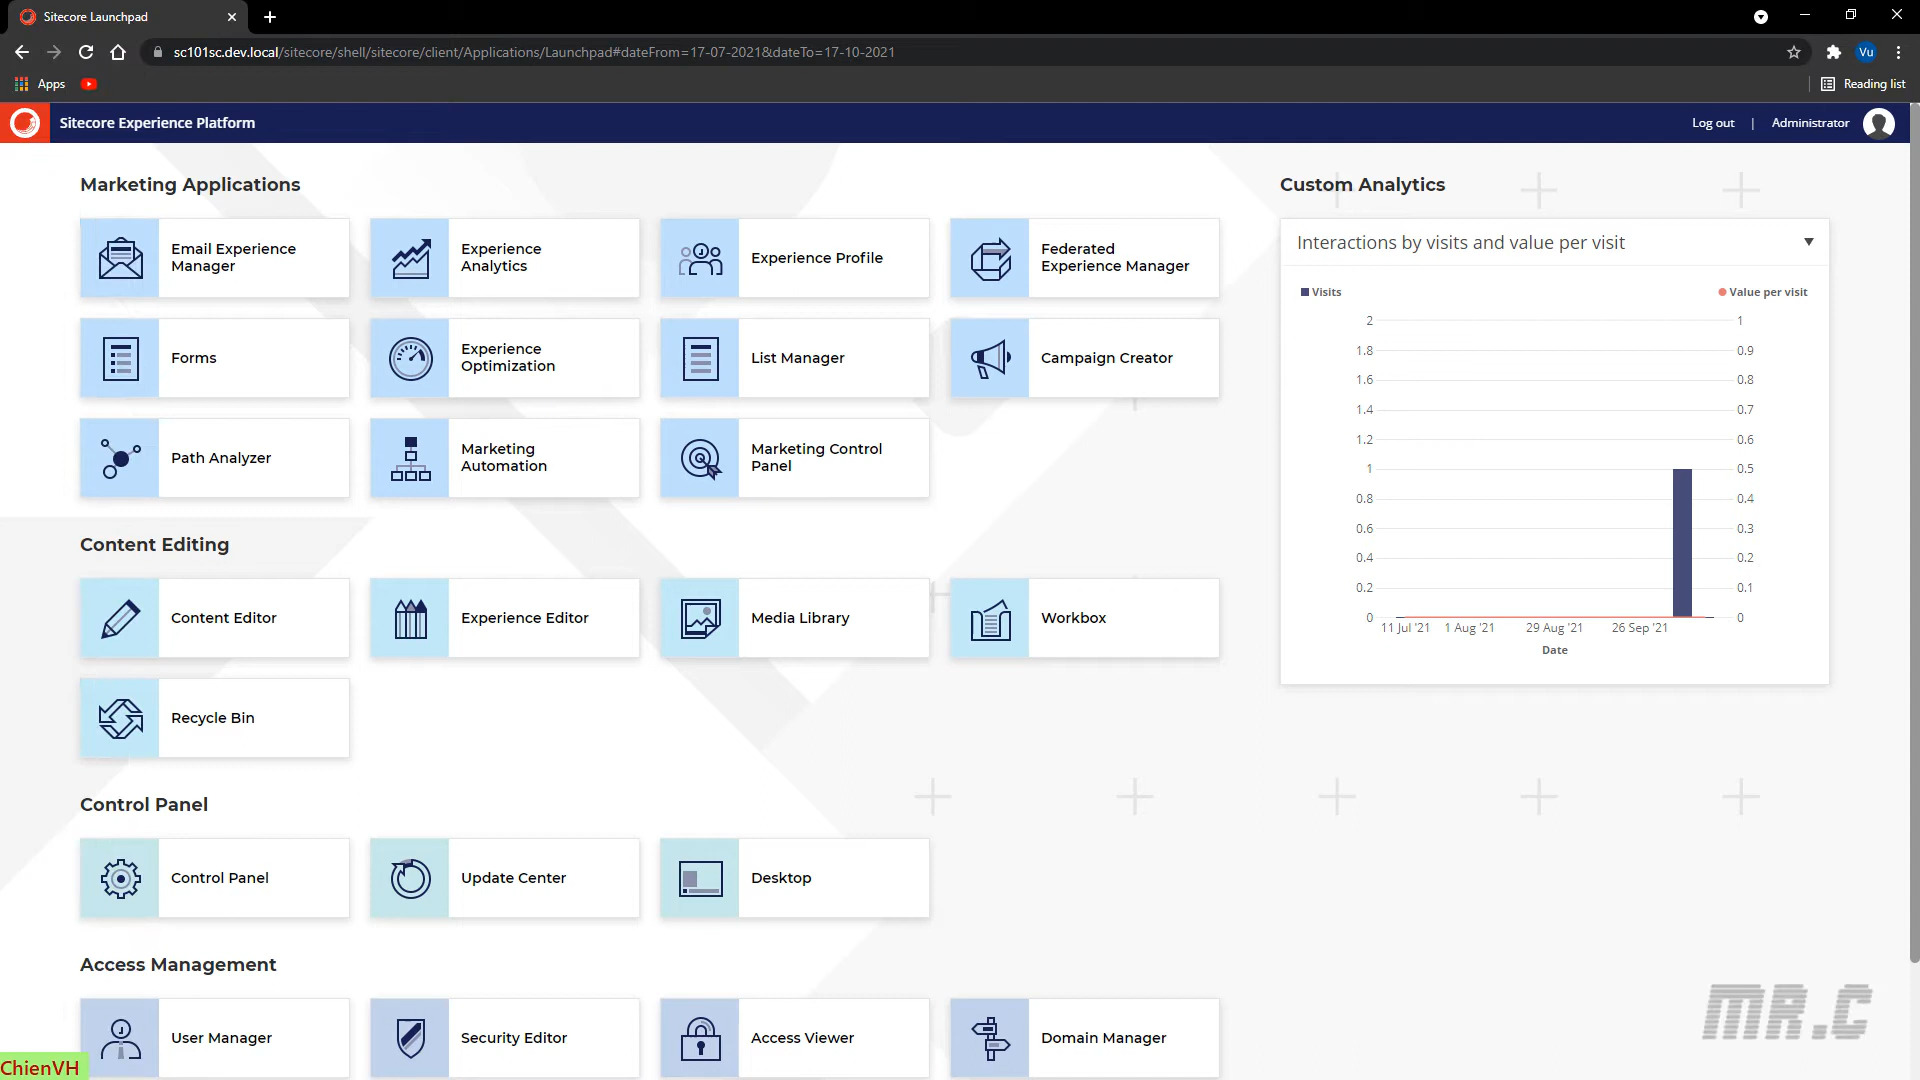 Sitecore Launchpad
sc101sc.dev.local/sitecore/shell/sitecore/client/Applications/Launchpad#dateFrom=17-07-2021&dateTo=17-10-2021
Vu
Apps
Reading list
Sitecore Experience Platform
Log out | Administrator
Marketing Applications
Email Experience
Manager
Experience
Analytics
Experience Profile
Federated
Experience Manager
Forms
Experience
Optimization
List Manager
Campaign Creator
Path Analyzer
Marketing
Automation
Marketing Control
Panel
Content Editing
Content Editor
Experience Editor
Media Library
Workbox
Recycle Bin
Control Panel
Control Panel
Update Center
Desktop
Access Management
User Manager
Security Editor
Access Viewer
Domain Manager
Custom Analytics
Interactions by visits and value per visit
Visits
Value per visit
2 1
1.8 0.9
1.6 0.8
1.4 0.7
1.2 0.6
1 0.5
0.8 0.4
0.6 0.3
0.4 0.2
0.2 0.1
0 0
11 Jul '21 1 Aug '21 29 Aug '21 26 Sep '21
Date
MR.C
ChienVH